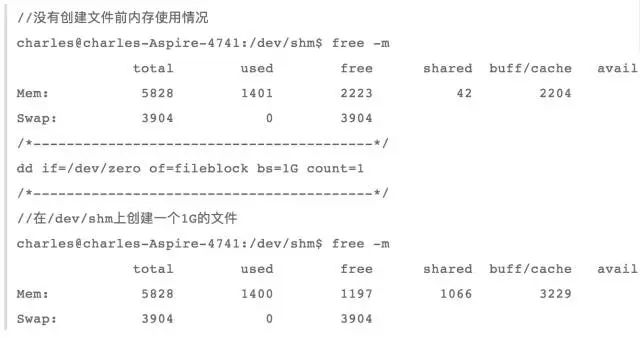 //没有创建文件前内存使用情况
charles@charles-Aspire-4741:/dev/shm$ free -m
total used free shared buff/cache avail
Mem: 5828 1401 2223 42 2204
Swap: 3904 0 3904
/*-----------------------------------------*/
dd if=/dev/zero of=fileblock bs=1G count=1
/*-----------------------------------------*/
//在/dev/shm上创建一个1G的文件
charles@charles-Aspire-4741:/dev/shm$ free -m
total used free shared buff/cache avail
Mem: 5828 1400 1197 1066 3229
Swap: 3904 0 3904